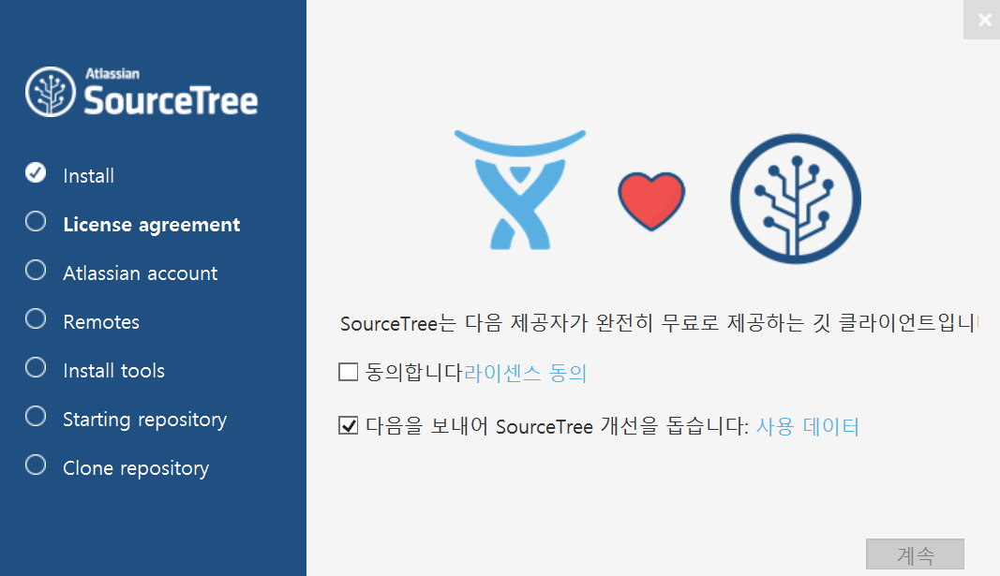 Atlassian
SourceTree
Install
License agreement
Atlassian account
Remotes
Install tools
Starting repository
Clone repository
SourceTree는 다음 제공자가 완전히 무료로 제공하는 깃 클라이언트입니
동의합니다라이센스 동의
다음을 보내어 SourceTree 개선을 돕습니다: 사용 데이터
계속